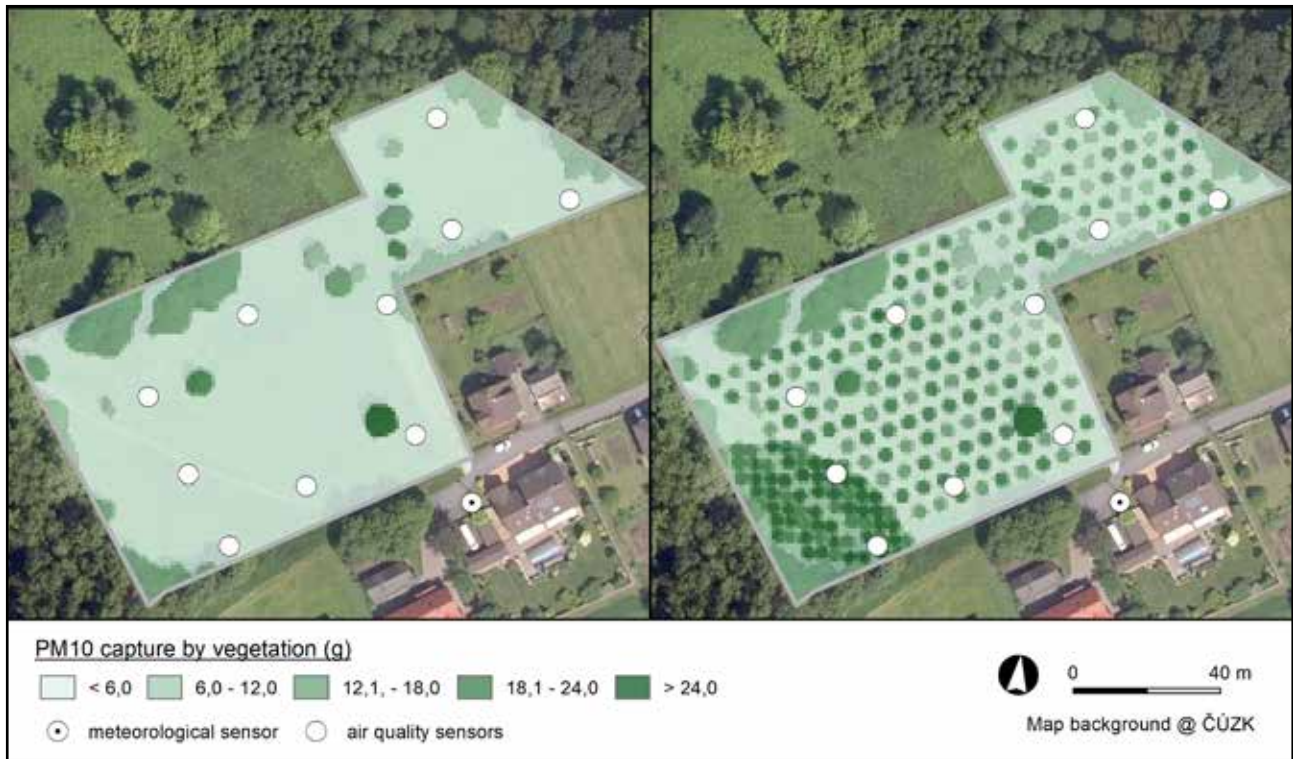 PM10 capture by vegetation (g)
< 6,0 6,0 - 12,0 12,1, - 18,0 18,1 - 24,0 > 24,0
meteorological sensor air quality sensors
0 40 m
Map background @ ČÚZK